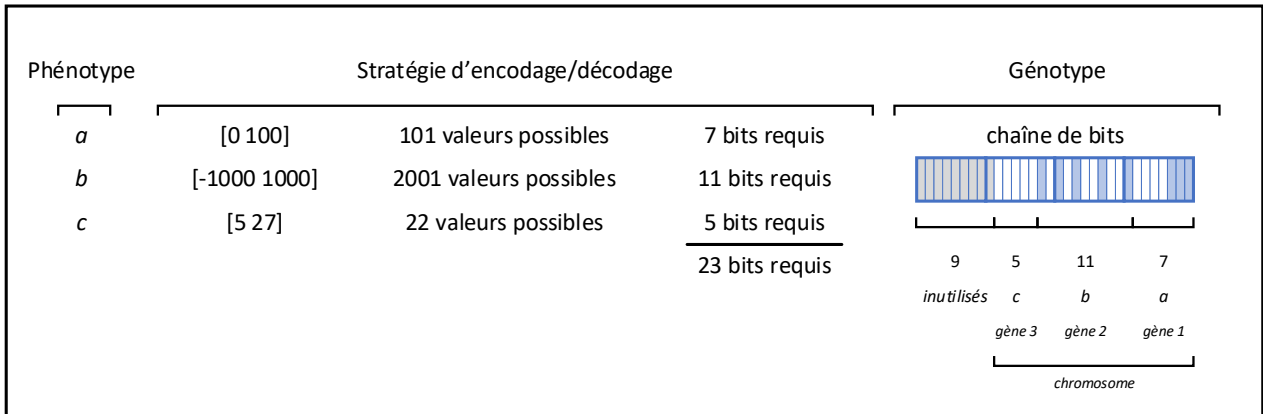 Phénotype Stratégie d'encodage/décodage Génotype
a [0 100] 101 valeurs possibles 7 bits requis chaîne de bits
b [-1000 1000] 2001 valeurs possibles 11 bits requis
c [5 27] 22 valeurs possibles 5 bits requis
23 bits requis
9 5 11 7
inutilisés c b a
gène 3 gène 2 gène 1
chromosome